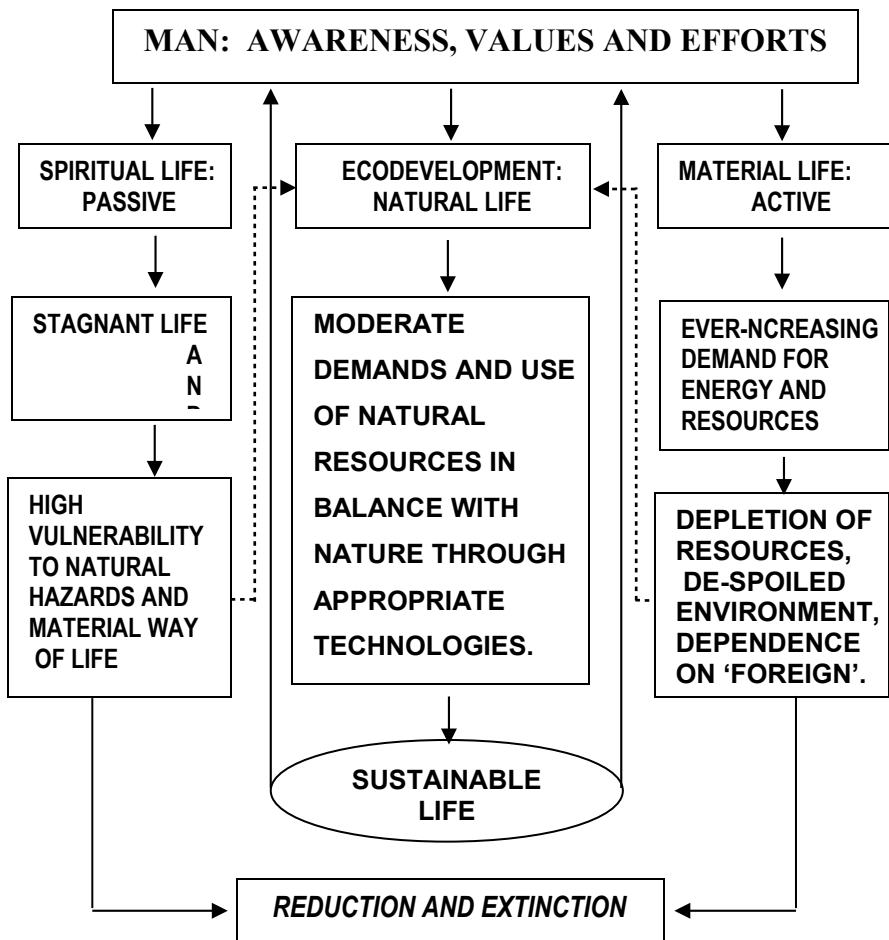 MAN: AWARENESS, VALUES AND EFFORTS
SPIRITUAL LIFE:
PASSIVE
ECODEVELOPMENT:
NATURAL LIFE
MATERIAL LIFE:
ACTIVE
STAGNANT LIFE
A
N
MODERATE
DEMANDS AND USE
OF NATURAL
RESOURCES IN
BALANCE WITH
NATURE THROUGH
APPROPRIATE
TECHNOLOGIES.
EVER-NCREASING
DEMAND FOR
ENERGY AND
RESOURCES
HIGH
VULNERABILITY
TO NATURAL
HAZARDS AND
MATERIAL WAY
OF LIFE
DEPLETION OF
RESOURCES,
DE-SPOILED
ENVIRONMENT,
DEPENDENCE
ON ‘FOREIGN’.
SUSTAINABLE
LIFE
REDUCTION AND EXTINCTION